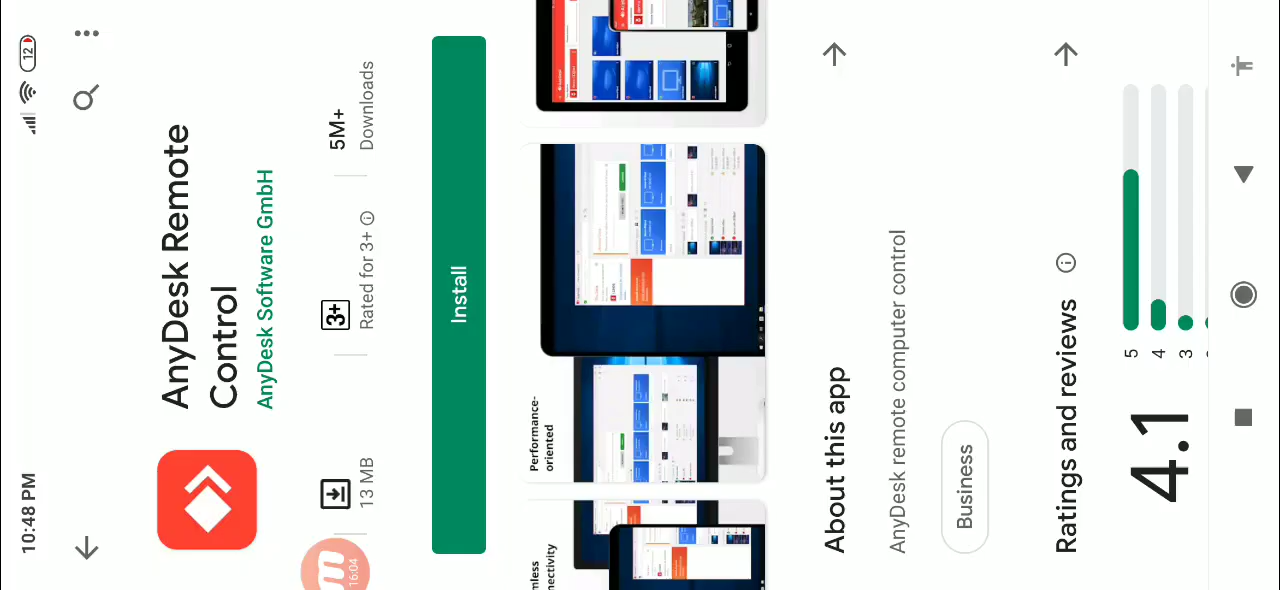 10:48 PM
12
AnyDesk Remote
Control
AnyDesk Software GmbH
13 MB
3+
Rated for 3+
5M+
Downloads
16:04
Install
Performance-
oriented
About this app
AnyDesk remote computer control
Business
Ratings and reviews
4.1
5
4
3